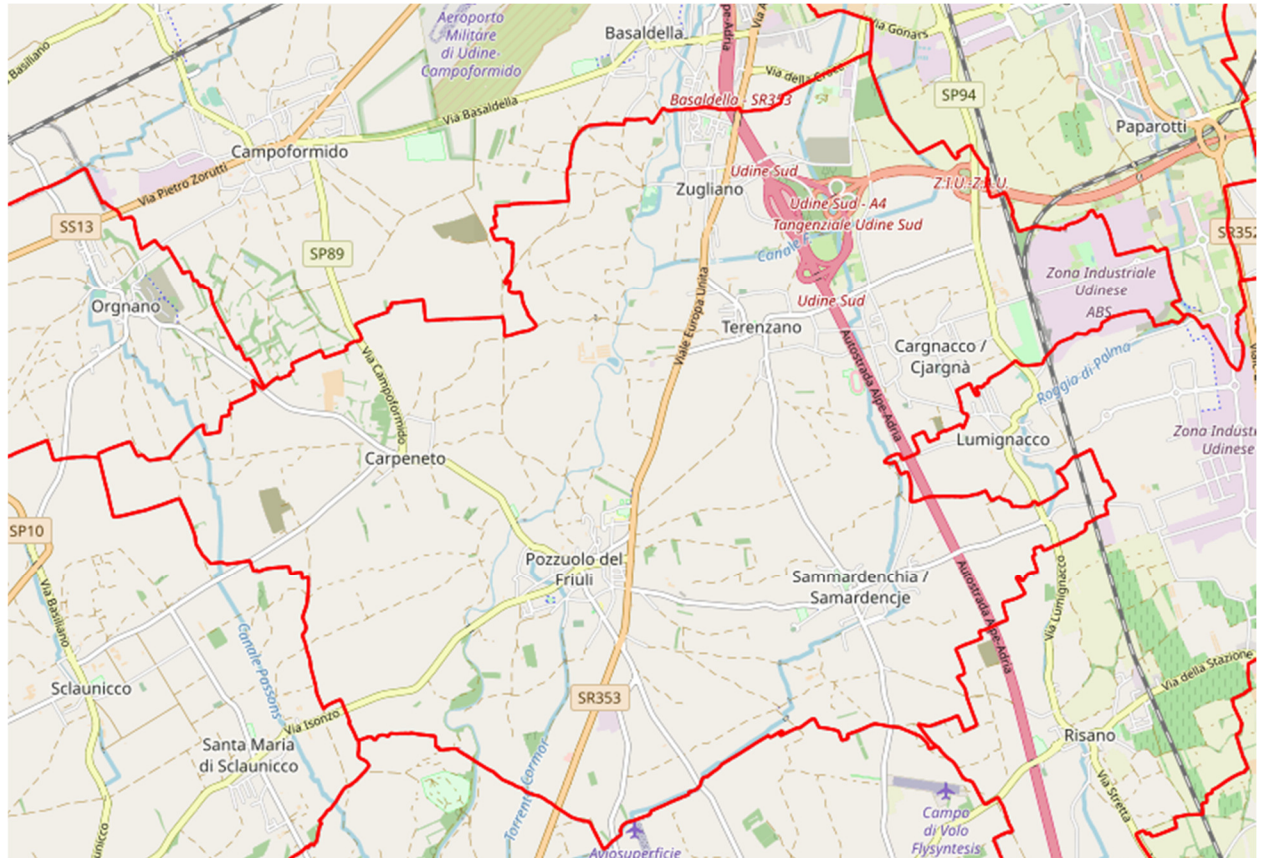 Aeroporto
Militare
di Udine-
Campoformido
Basaldella
pe-Adria
Via A
Via Gonars
Basiliano
Via della Croce
SP94
Via Basaldella
Basaldella - SR353
Paparotti
Campoformido
Via Pietro Zorutti
Zugliano
Udine Sud
Z.I.U.-Z.I.U.
Udine Sud - A4
Tangenziale Udine Sud
SS13
SR352
SP89
Canale
Zona Industriale
Udinese
ABS
Orgnano
Udine Sud
Viale Europa Unita
Terenzano
Cargnacco /
Cjargnà
Autostrada Alpe-Adria
Roggia di Palma
Via Campoformido
Zona Indust
Udinese
Lumignacco
Carpeneto
SP10
Pozzuolo del
Friuli
Sammardenchia /
Samardencje
Autostrada Alpe-Adria
Via Lumignacco
Via Basiliano
Canale Passons
Via della Stazione
Sclaunicco
SR353
Via Isonzo
Santa Maria
di Sclaunicco
Risano
Torrent Cormor
Via Stretta
Campo
di Volo
Flysyntesis
unicco
Aviosuperficie